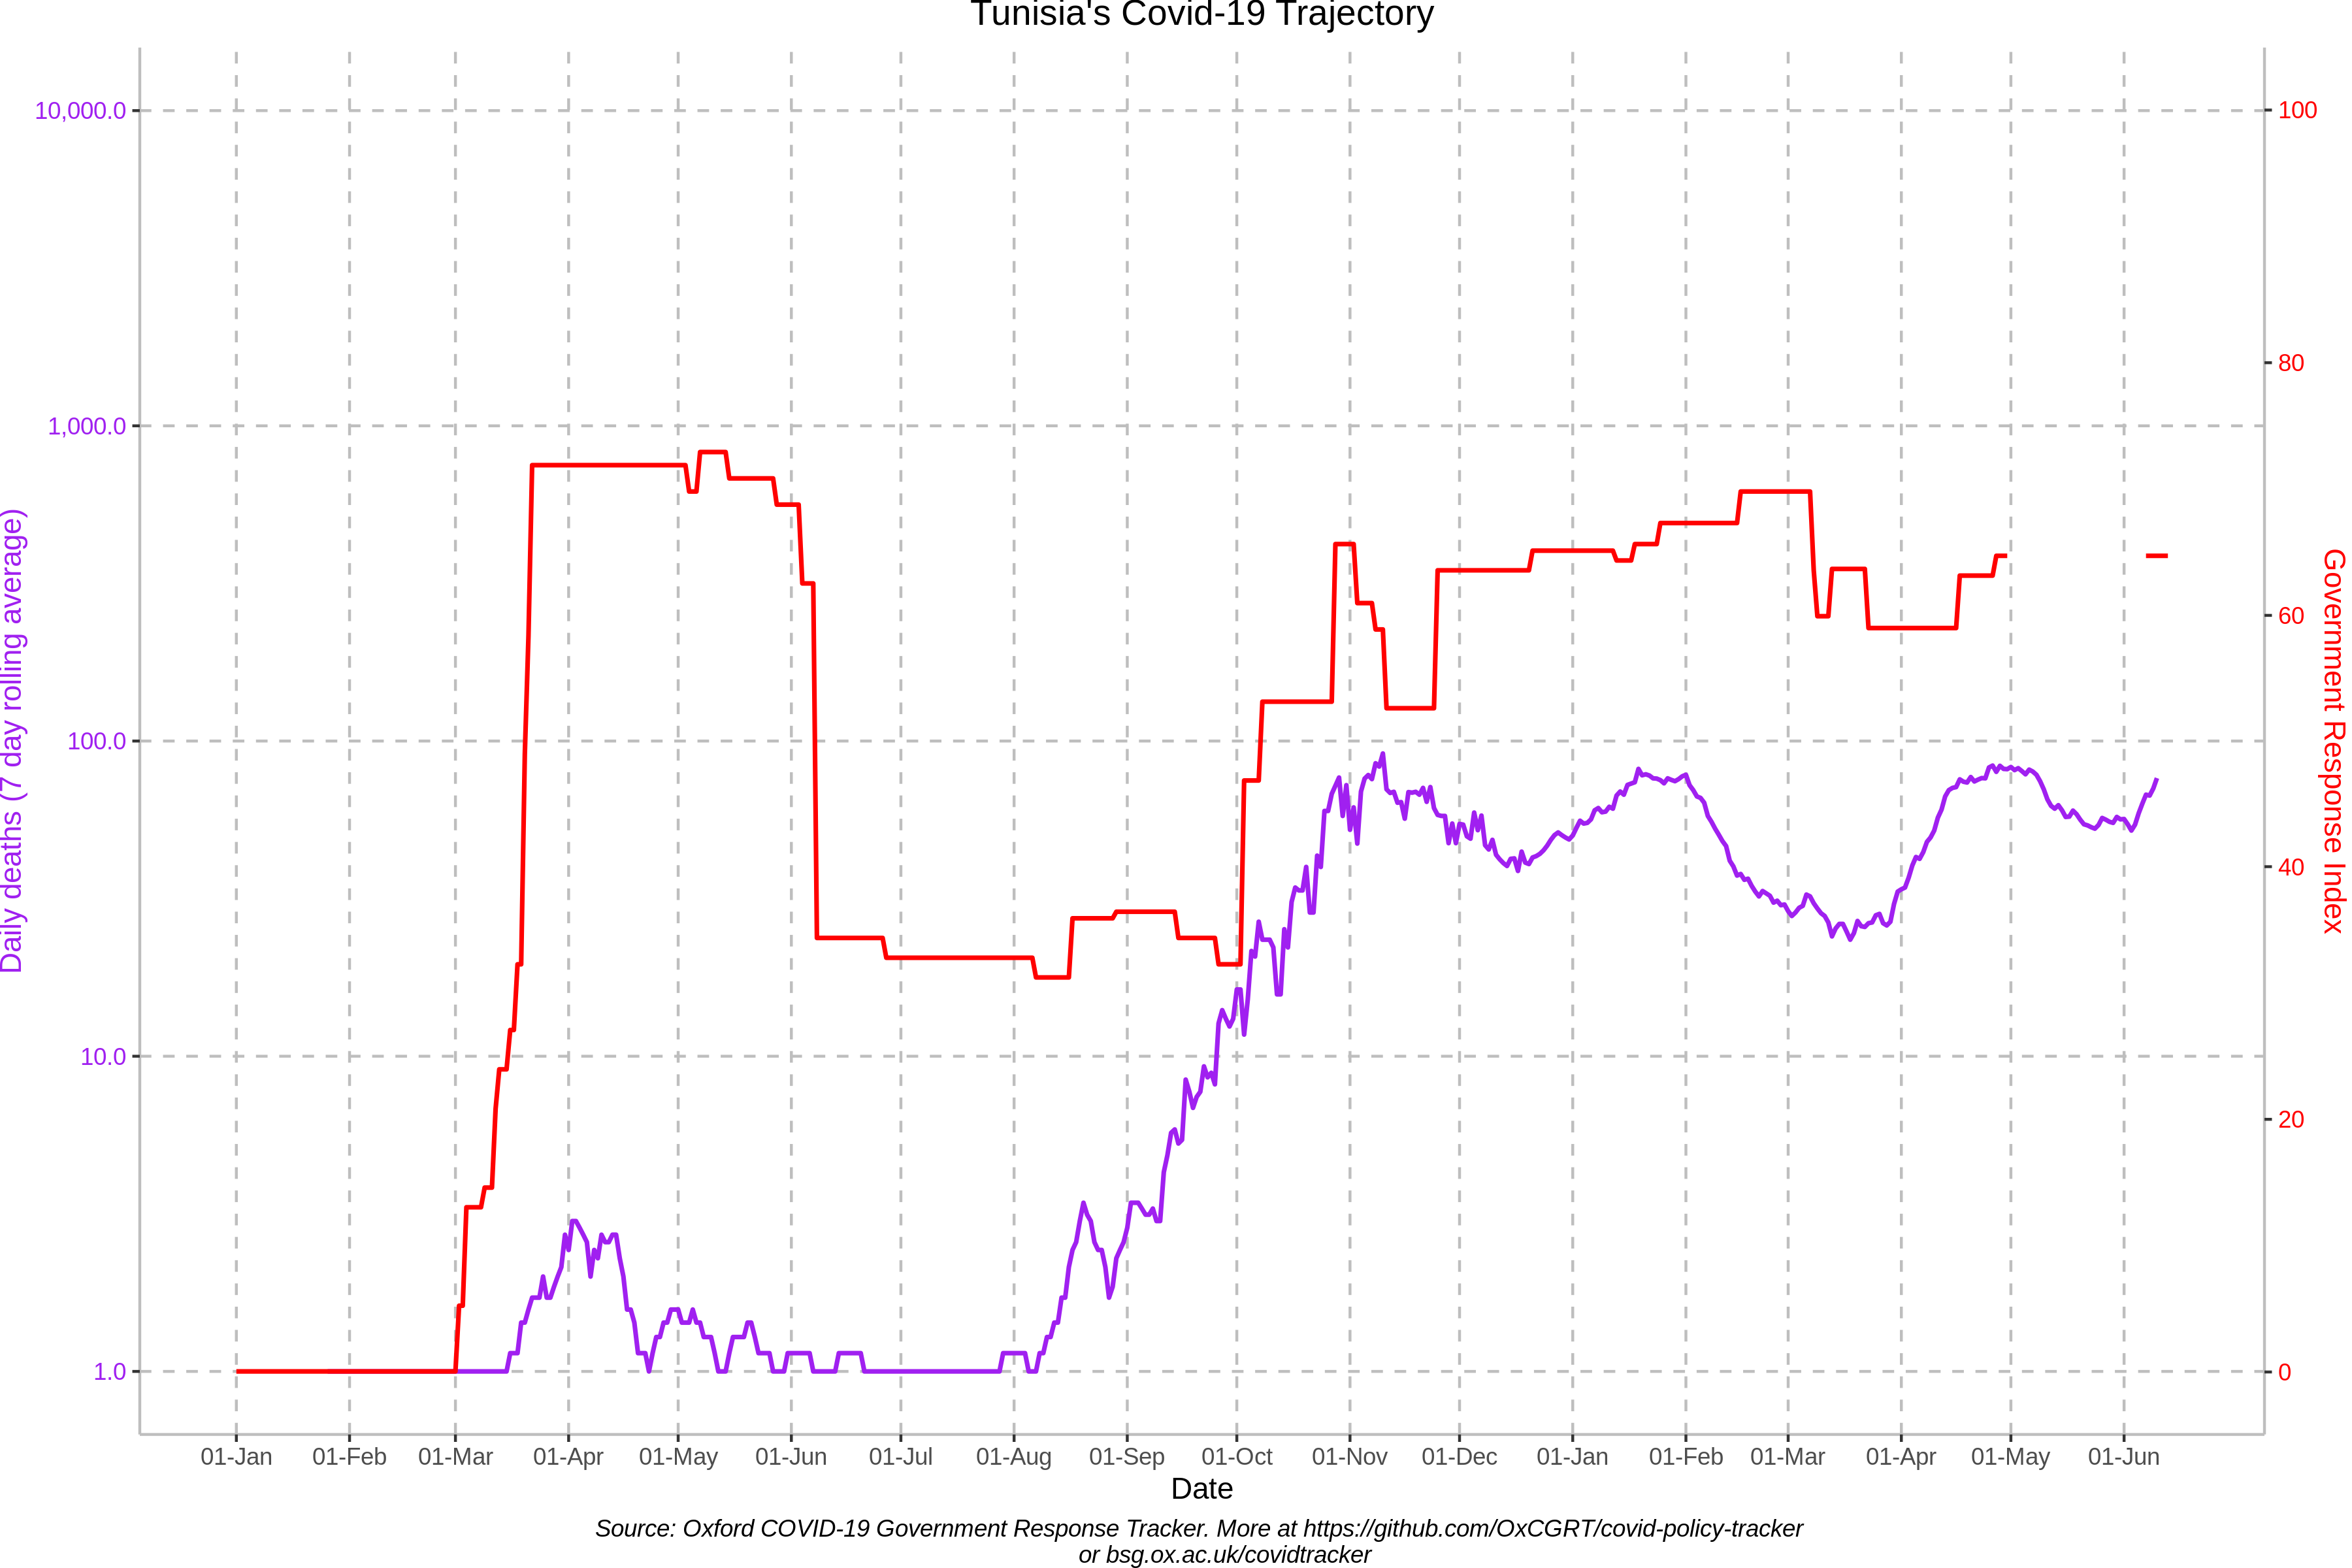 Tunisia's Covid-19 Trajectory
10,000.0
1,000.0
100.0
10.0
1.0
Daily deaths (7 day rolling average)
100
80
60
40
20
0
Government Response Index
01-Jan 01-Feb 01-Mar 01-Apr 01-May 01-Jun 01-Jul 01-Aug 01-Sep 01-Oct 01-Nov 01-Dec 01-Jan 01-Feb 01-Mar 01-Apr 01-May 01-Jun
Date
Source: Oxford COVID-19 Government Response Tracker. More at https://github.com/OxCGRT/covid-policy-tracker
or bsg.ox.ac.uk/covidtracker